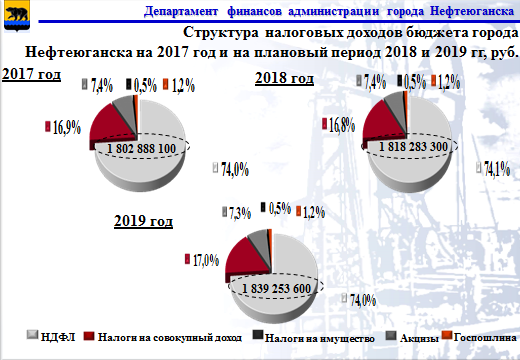 Департамент финансов администрации города Нефтеюганска
Структура налоговых доходов бюджета города
Нефтеюганска на 2017 год и на плановый период 2018 и 2019 гг, руб.
2017 год
7,4% 0,5% 1,2%
16,9%
1 802 888 100
74,0%
2018 год
7,4% 0,5% 1,2%
16,8%
1 818 283 300
74,1%
2019 год
7,3% 0,5% 1,2%
17,0%
1 839 253 600
74,0%
НДФЛ Налоги на совокупный доход Налоги на имущество Акцизы Госпошлина